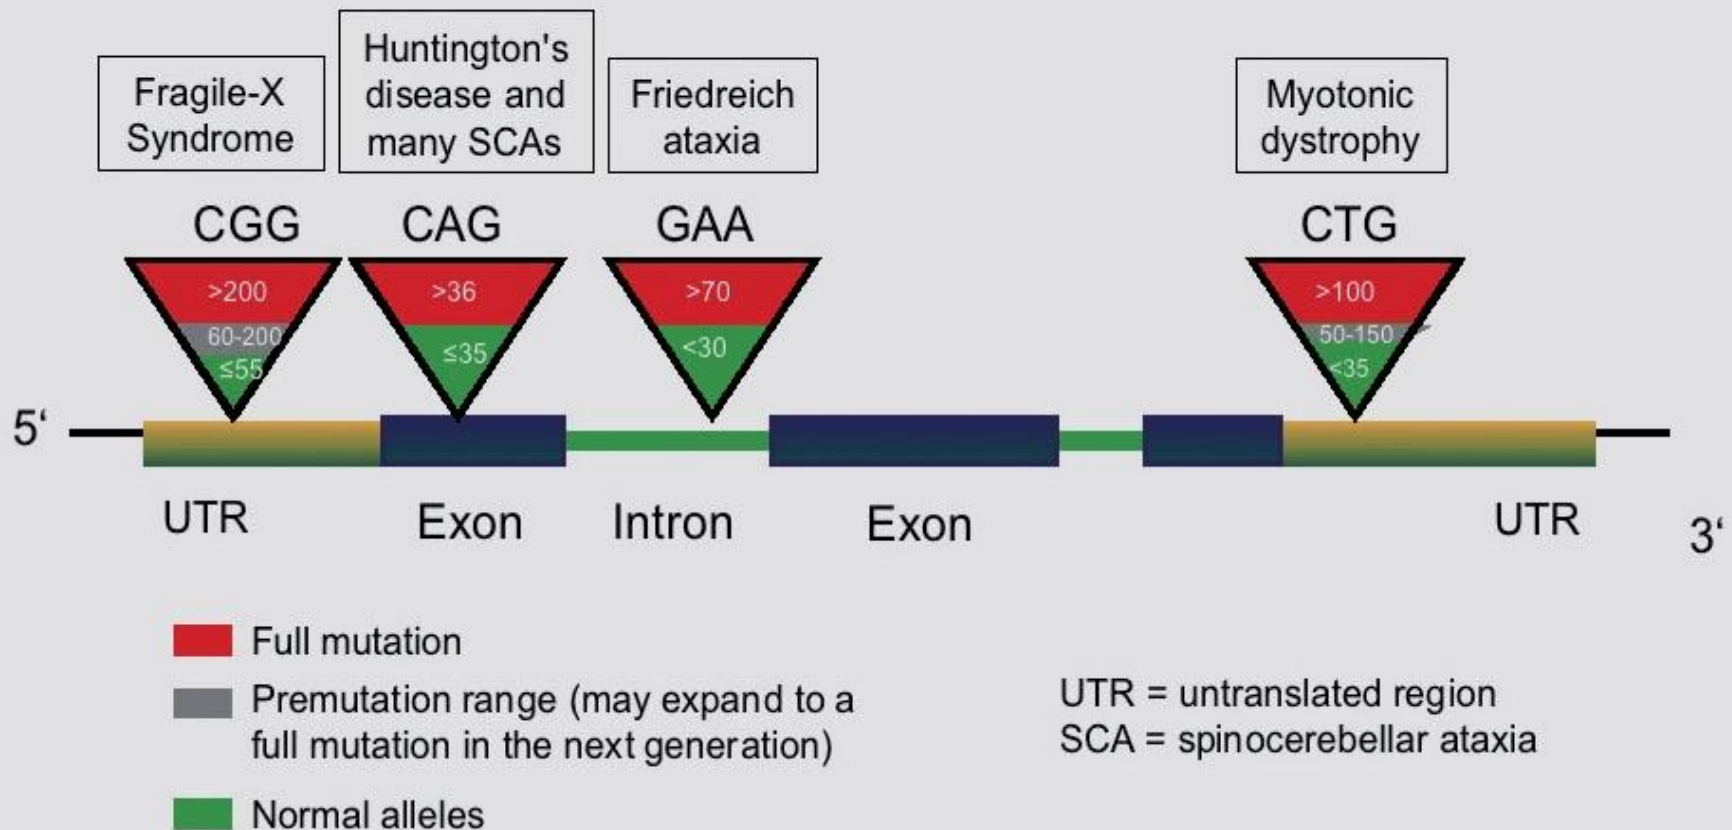 Fragile-X
Syndrome
Huntington's
disease and
many SCAs
Friedreich
ataxia
Myotonic
dystrophy
CGG
CAG
GAA
CTG
>200
60-200
≤55
>36
≤35
>70
<30
>100
50-150
<35
5‘
UTR
Exon
Intron
Exon
UTR
3‘
Full mutation
Premutation range (may expand to a
full mutation in the next generation)
Normal alleles
UTR = untranslated region
SCA = spinocerebellar ataxia